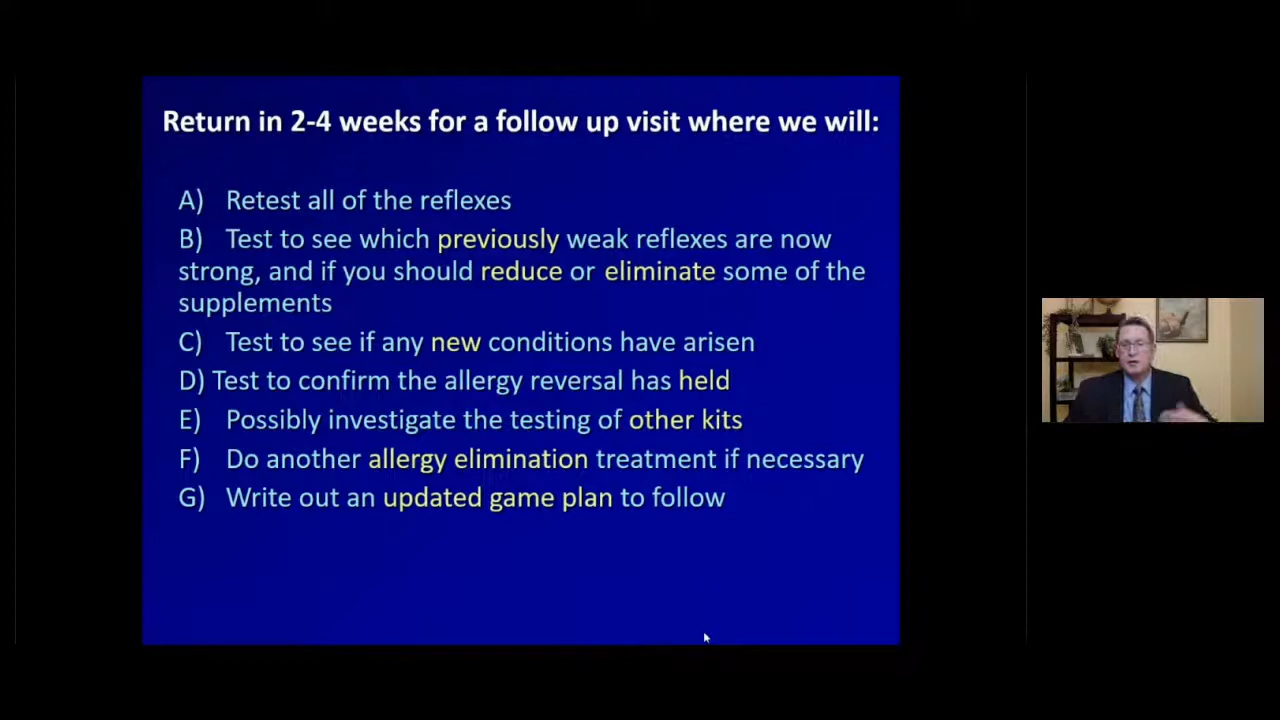 Return in 2-4 weeks for a follow up visit where we will:
A) Retest all of the reflexes
B) Test to see which previously weak reflexes are now
strong, and if you should reduce or eliminate some of the
supplements
C) Test to see if any new conditions have arisen
D) Test to confirm the allergy reversal has held
E) Possibly investigate the testing of other kits
F) Do another allergy elimination treatment if necessary
G) Write out an updated game plan to follow